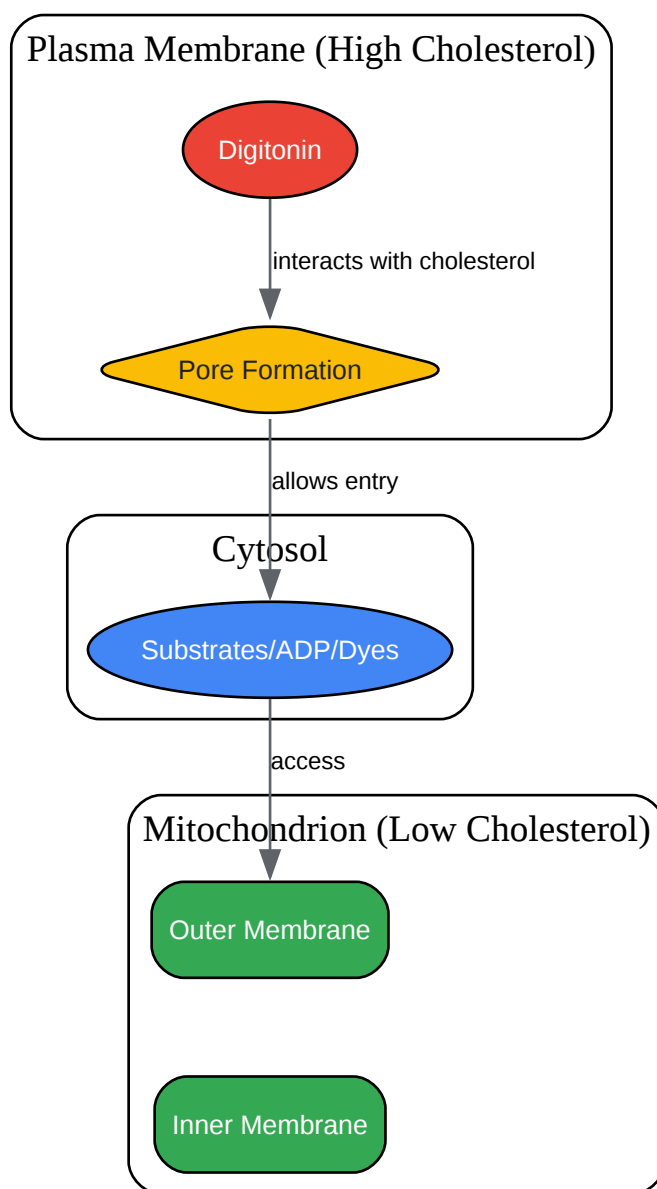 Plasma Membrane (High Cholesterol)
Digitonin
interacts with cholesterol
Pore Formation
allows entry
Cytosol
Substrates/ADP/Dyes
access
Mitochondrion (Low Cholesterol)
Outer Membrane
Inner Membrane